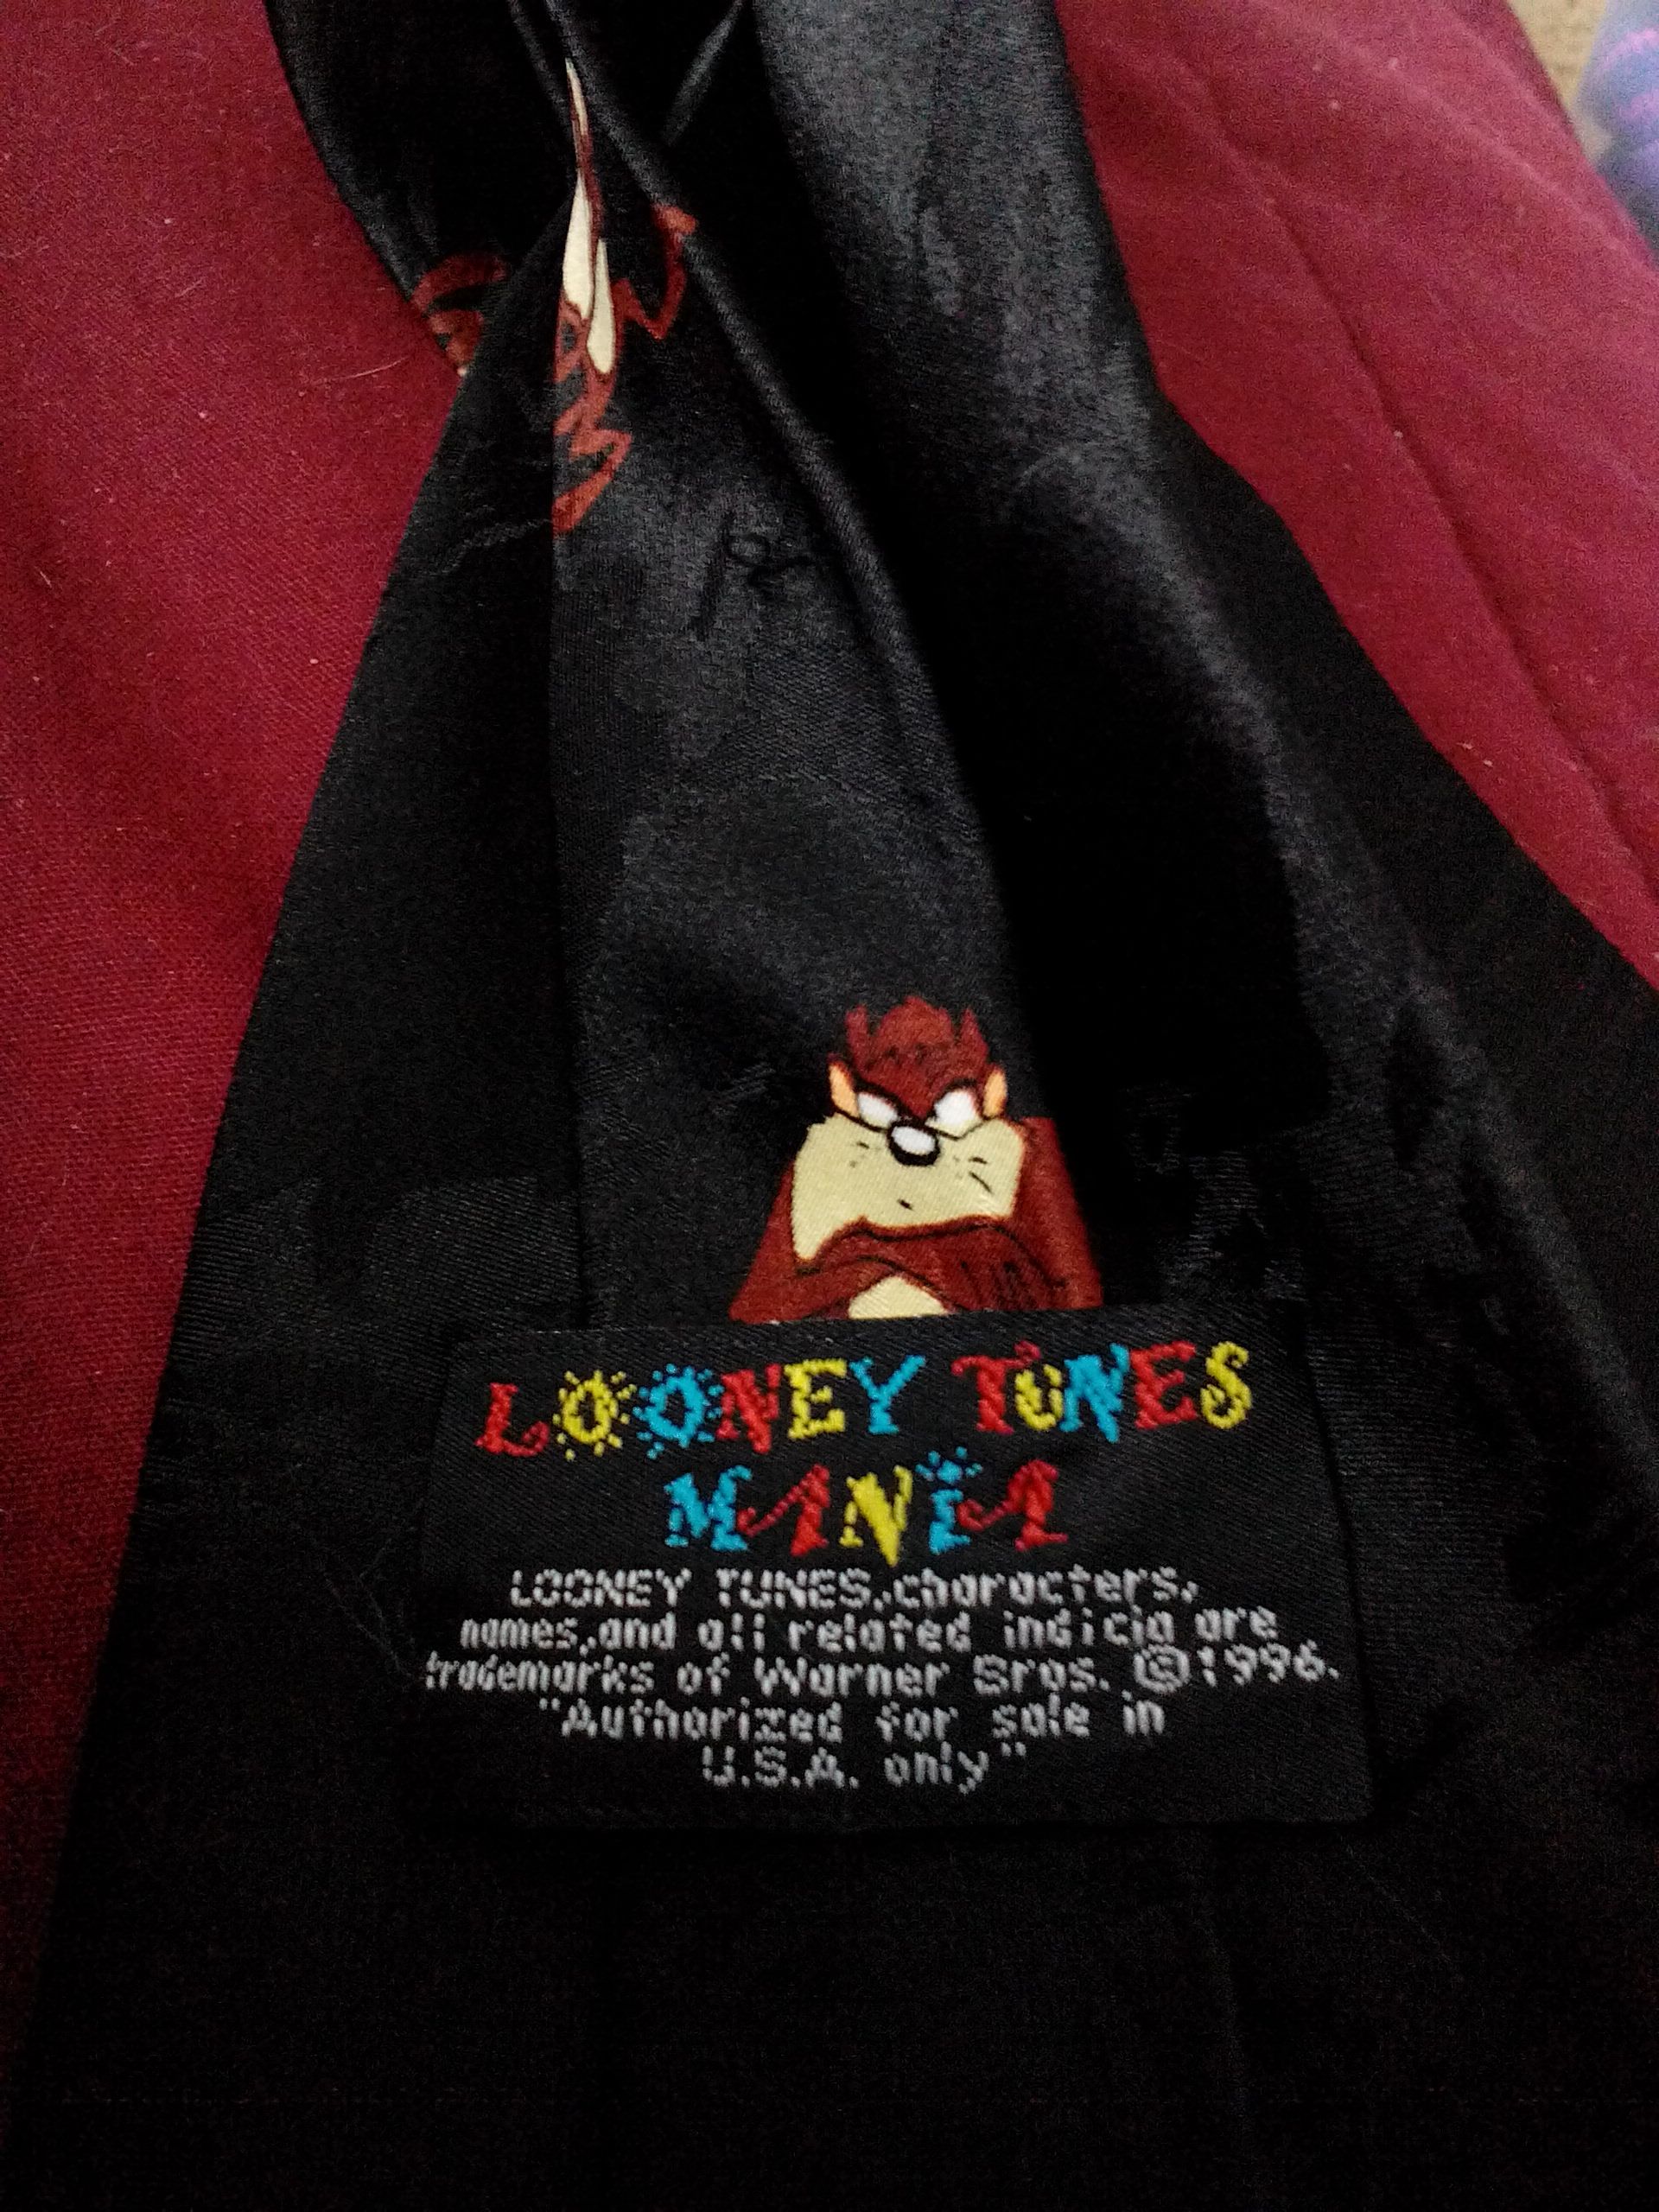 LOONEY TUNES
MANIA
LOONEY TUNES, characters,
names, and all related indicia are
trademarks of Warner Bros. ©1996.
"Authorized for sale in
U.S.A. only"